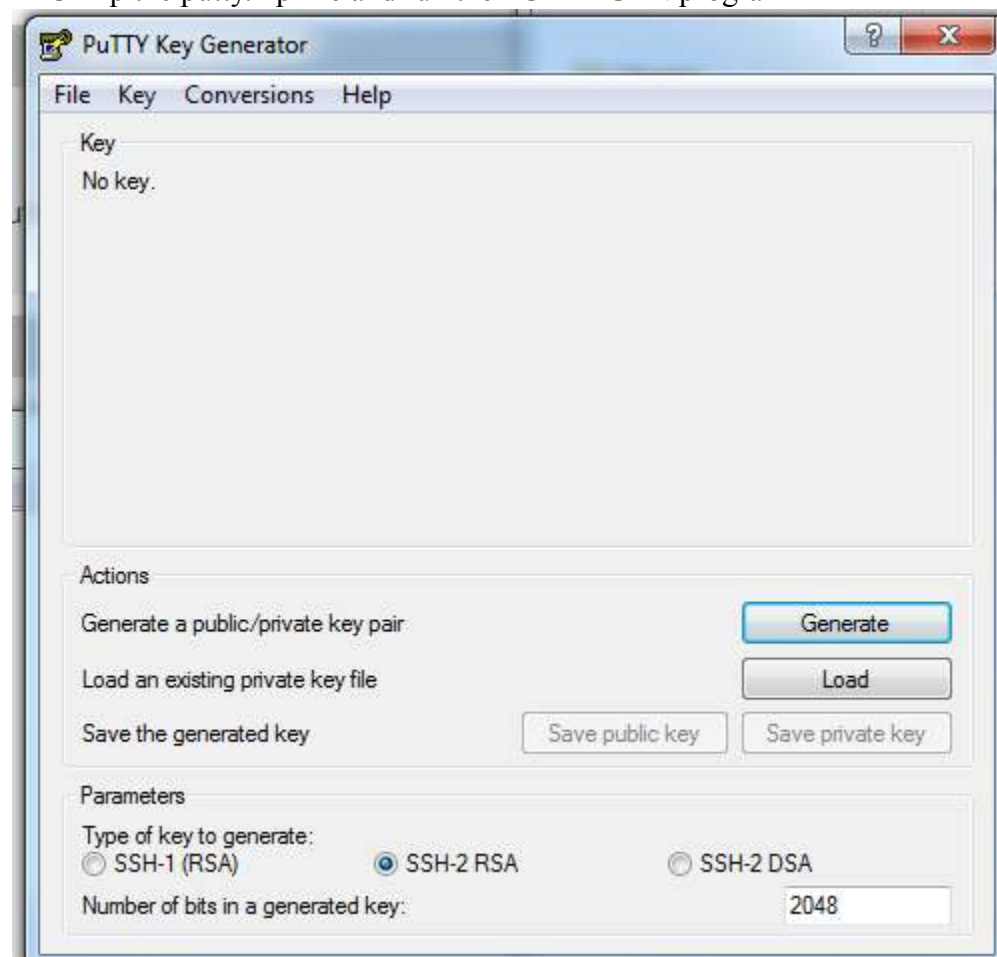 PuTTY Key Generator
File Key Conversions Help
Key
No key.
Actions
Generate a public/private key pair Generate
Load an existing private key file Load
Save the generated key Save public key Save private key
Parameters
Type of key to generate:
SSH-1 (RSA) SSH-2 RSA SSH-2 DSA
Number of bits in a generated key: 2048